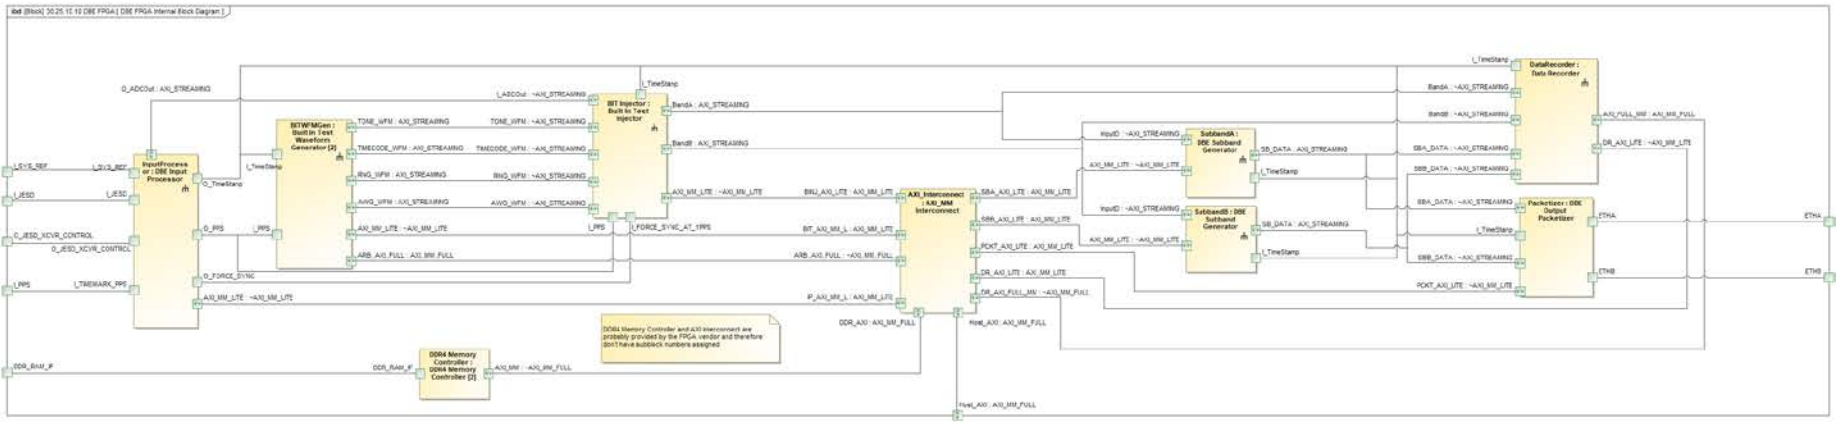 ibd [Block] 30.25.10.10 DBE FPGA [ DBE FPGA Internal Block Diagram ]
I_SYS_REF
I_SYS_REF
I_JESD
I_JESD
O_JESD_XCVR_CONTROL
I_PPS
I_TIMEMARK_PPS
O_ADCOut : AXI_STREAMING
InputProcess
or : DBE Input
Processor
O_TimeStamp
O_PPS
O_FORCE_SYNC
AXI_MM_LITE : ~AXI_MM_LITE
I_TimeStamp
I_PPS
BITWFMGen :
Built In Test
Waveform
Generator [2]
TONE_WFM : AXI_STREAMING
TIMECODE_WFM : AXI_STREAMING
RNG_WFM : AXI_STREAMING
AWG_WFM : AXI_STREAMING
AXI_MM_LITE : ~AXI_MM_LITE
ARB_AXI_FULL : AXI_MM_FULL
I_ADCOut : ~AXI_STREAMING
TONE_WFM : ~AXI_STREAMING
TIMECODE_WFM : ~AXI_STREAMING
RNG_WFM : ~AXI_STREAMING
AWG_WFM : ~AXI_STREAMING
I_PPS
I_FORCE_SYNC_AT_1PPS
I_TimeStamp
BIT Injector :
Built In Test
Injector
BandA : AXI_STREAMING
BandB : AXI_STREAMING
AXI_MM_LITE : ~AXI_MM_LITE
BINJ_AXI_LITE : AXI_MM_LITE
BIT_AXI_MM_L : AXI_MM_LITE
ARB_AXI_FULL : ~AXI_MM_FULL
IP_AXI_MM_L : AXI_MM_LITE
AXI_Interconnect
: AXI_MM
Interconnect
SBA_AXI_LITE : AXI_MM_LITE
SBB_AXI_LITE : AXI_MM_LITE
PCKT_AXI_LITE : AXI_MM_LITE
DR_AXI_LITE : AXI_MM_LITE
DR_AXI_FULL_MM : ~AXI_MM_FULL
DDR_AXI : AXI_MM_FULL
Host_AXI : AXI_MM_FULL
Host_AXI : AXI_MM_FULL
DDR4 Memory Controller and AXI Interconnect are
probably provided by the FPGA vendor and therefore
don't have subblock numbers assigned
DDR_RAM_IF
DDR_RAM_IF
DDR4 Memory
Controller :
DDR4 Memory
Controller [2]
AXI_MM : ~AXI_MM_FULL
InputD : ~AXI_STREAMING
AXI_MM_LITE : ~AXI_MM_LITE
SubbandA :
DBE Subband
Generator
SB_DATA : AXI_STREAMING
I_TimeStamp
InputD : ~AXI_STREAMING
AXI_MM_LITE : ~AXI_MM_LITE
SubbandB : DBE
Subband
Generator
SB_DATA : AXI_STREAMING
I_TimeStamp
I_TimeStamp
BandA : ~AXI_STREAMING
BandB : ~AXI_STREAMING
SBA_DATA : ~AXI_STREAMING
SBB_DATA : ~AXI_STREAMING
DataRecorder :
Data Recorder
AXI_FULL_MM : AXI_MM_FULL
DR_AXI_LITE : ~AXI_MM_LITE
SBA_DATA : ~AXI_STREAMING
I_TimeStamp
SBB_DATA : ~AXI_STREAMING
PCKT_AXI_LITE : ~AXI_MM_LITE
Packetizer : DBE
Output
Packetizer
ETHA
ETHB
ETHA
ETHB